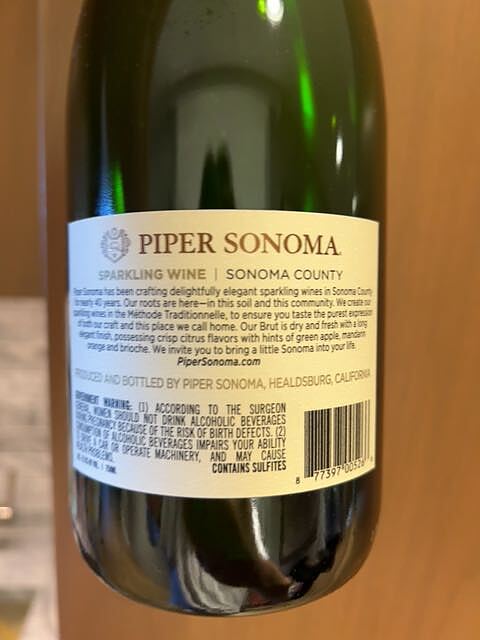 PIPER SONOMA
SPARKLING WINE | SONOMA COUNTY
Piper Sonoma has been crafting delightfully elegant sparkling wines in Sonoma County
for nearly 40 years. Our roots are here—in this soil and this community. We create our
sparkling wines in the Méthode Traditionnelle, to ensure you taste the purest expression
of both our craft and this place we call home. Our Brut is dry and fresh with a long
elegant finish, possessing crisp citrus flavors with hints of green apple, mandarin
orange and brioche. We invite you to bring a little Sonoma into your life.
PiperSonoma.com
PRODUCED AND BOTTLED BY PIPER SONOMA, HEALDSBURG, CALIFORNIA
GOVERNMENT WARNING: (1) ACCORDING TO THE SURGEON
GENERAL, WOMEN SHOULD NOT DRINK ALCOHOLIC BEVERAGES
DURING PREGNANCY BECAUSE OF THE RISK OF BIRTH DEFECTS. (2)
CONSUMPTION OF ALCOHOLIC BEVERAGES IMPAIRS YOUR ABILITY
TO DRIVE A CAR OR OPERATE MACHINERY, AND MAY CAUSE
HEALTH PROBLEMS. CONTAINS SULFITES
750ML
8 77397 00526